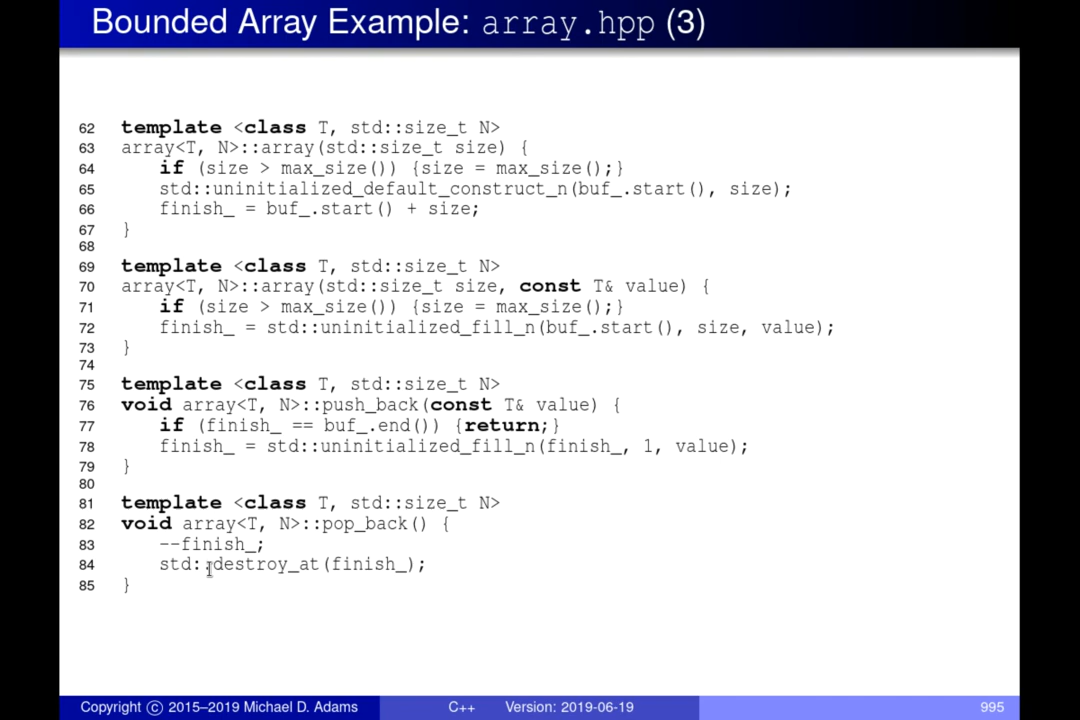 Bounded Array Example: array.hpp (3)
62 template <class T, std::size_t N>
63 array<T, N>::array(std::size_t size) {
64 if (size > max_size()) {size = max_size();}
65 std::uninitialized_default_construct_n(buf_.start(), size);
66 finish_ = buf_.start() + size;
67 }
68
69 template <class T, std::size_t N>
70 array<T, N>::array(std::size_t size, const T& value) {
71 if (size > max_size()) {size = max_size();}
72 finish_ = std::uninitialized_fill_n(buf_.start(), size, value);
73 }
74
75 template <class T, std::size_t N>
76 void array<T, N>::push_back(const T& value) {
77 if (finish_ == buf_.end()) {return;}
78 finish_ = std::uninitialized_fill_n(finish_, 1, value);
79 }
80
81 template <class T, std::size_t N>
82 void array<T, N>::pop_back() {
83 --finish_;
84 std::destroy_at(finish_);
85 }
Copyright © 2015–2019 Michael D. Adams C++ Version: 2019-06-19 995